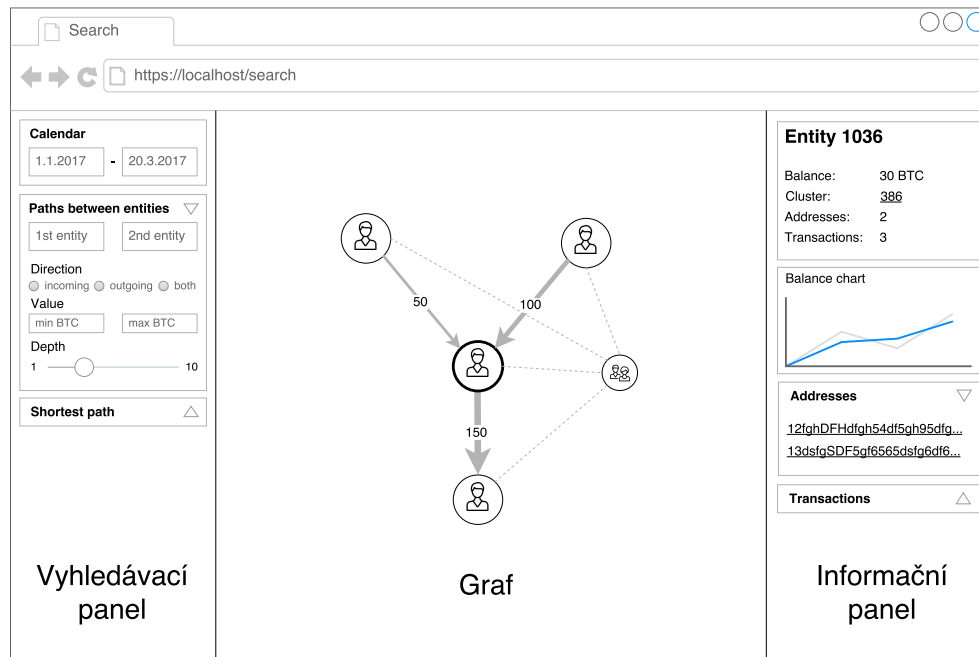 Search
https://localhost/search
Calendar
1.1.2017 - 20.3.2017
Paths between entities
1st entity 2nd entity
Direction
incoming outgoing both
Value
min BTC max BTC
Depth
1 10
Shortest path
Vyhledávací
panel
50
100
150
Graf
Entity 1036
Balance: 30 BTC
Cluster: 386
Addresses: 2
Transactions: 3
Balance chart
Addresses
12fghDFHdfgh54df5gh95dfg...
13dsfgSDF5gf6565dsfg6df6...
Transactions
Informační
panel